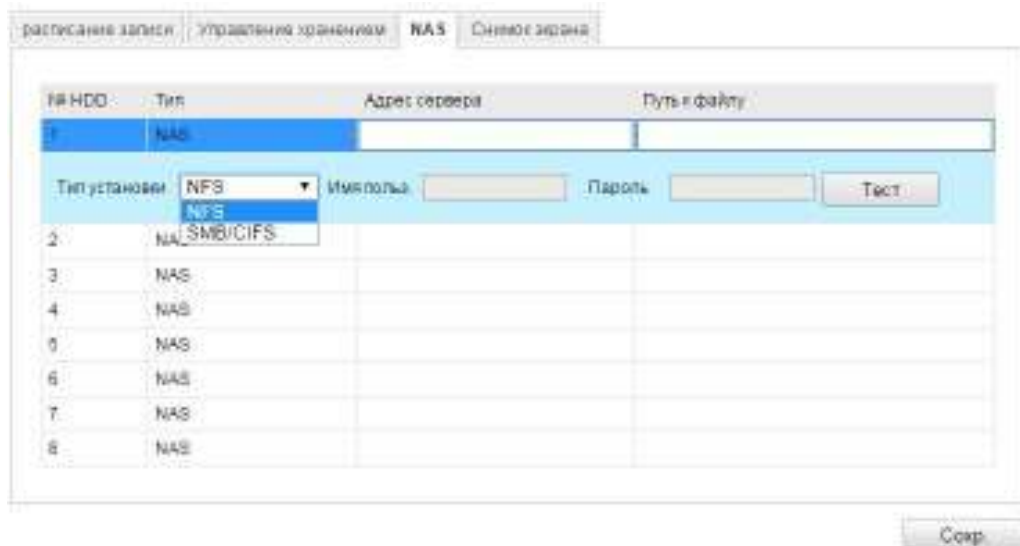 расписание записи Управление хранением NAS Снимок экрана
№ HDD Тип Адрес сервера Путь к файлу
1 NAS
Тип установки NFS Имя польз. Пароль Тест
NFS
SMB/CIFS
2 NAS
3 NAS
4 NAS
5 NAS
6 NAS
7 NAS
8 NAS
Сохр.